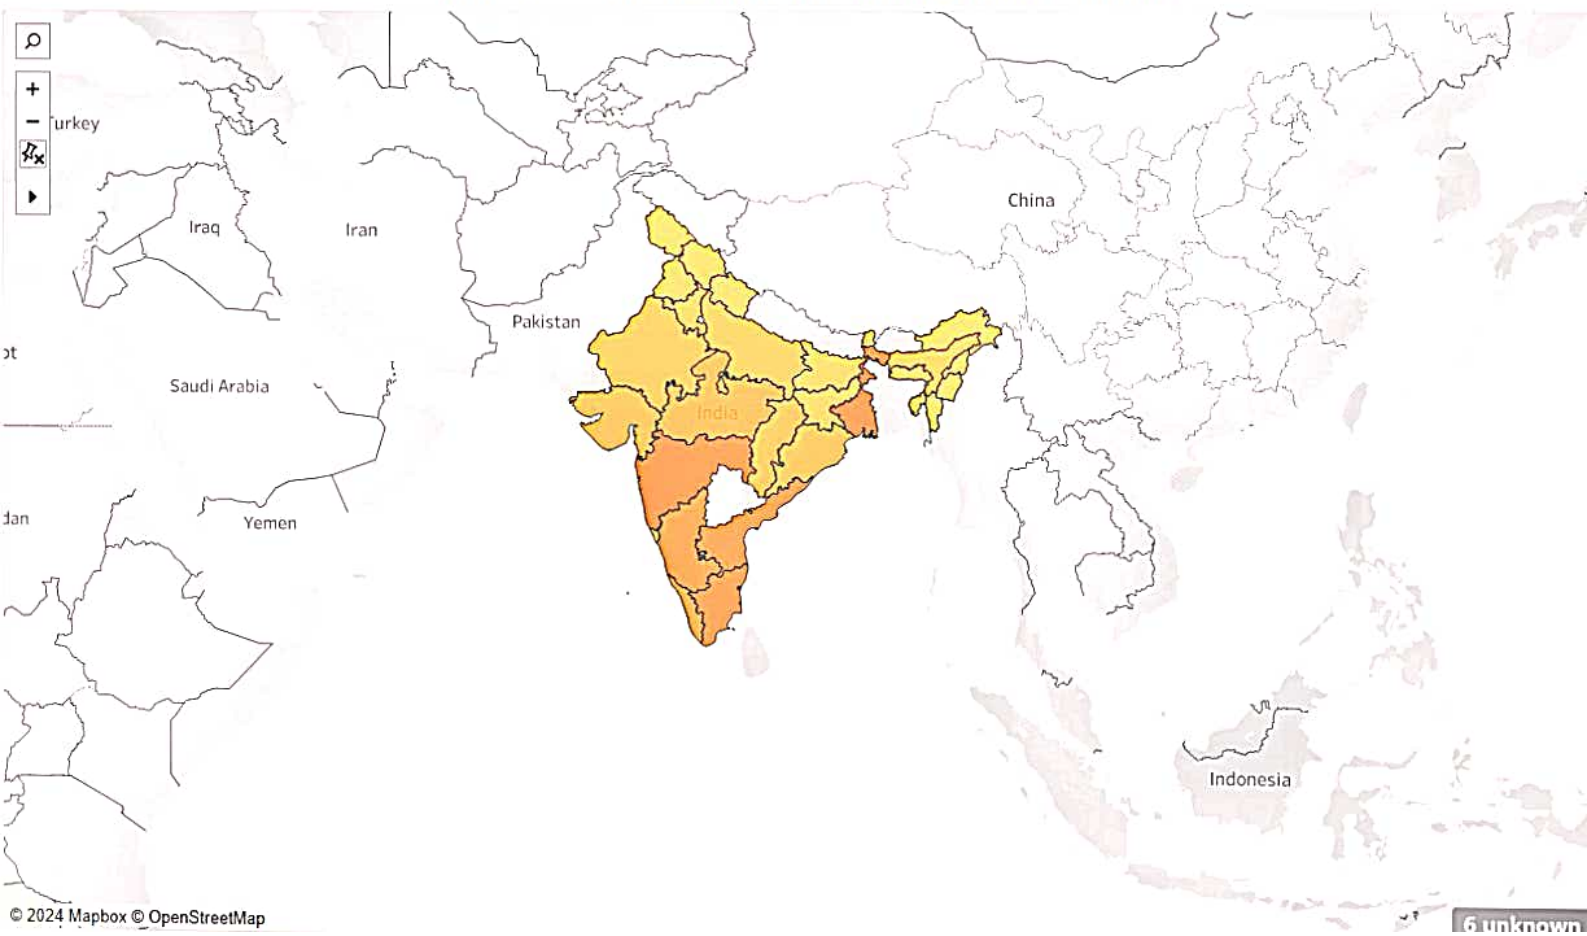 urkey
China
Iraq
Iran
Pakistan
ot
Saudi Arabia
India
dan
Yemen
Indonesia
© 2024 Mapbox © OpenStreetMap
6 unknown